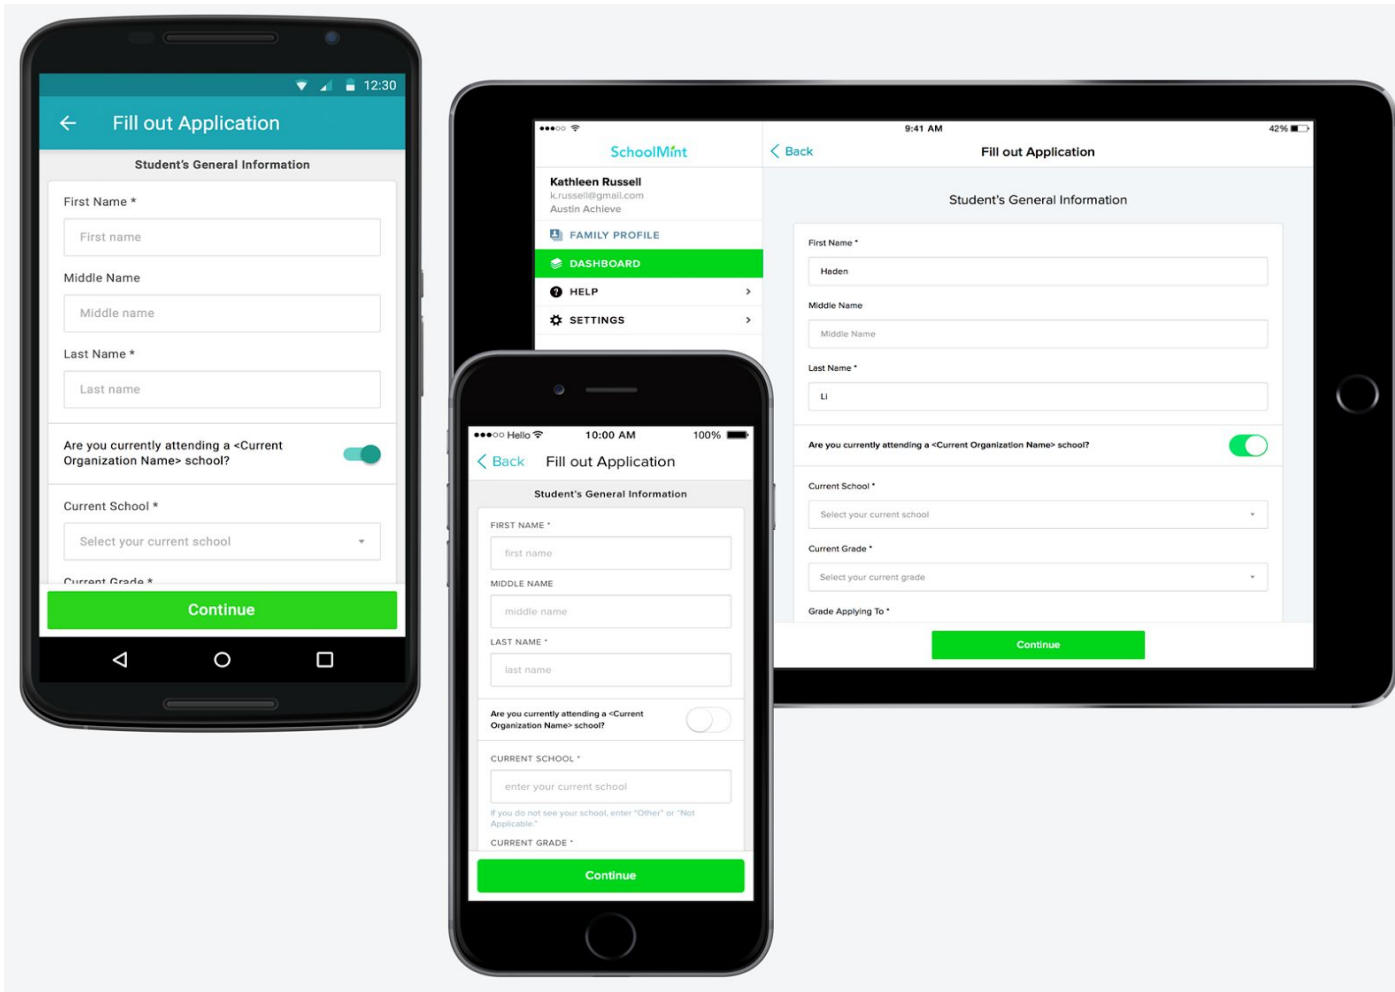 12:30
Fill out Application
Student's General Information
First Name *
First name
Middle Name
Middle name
Last Name *
Last name
Are you currently attending a <Current
Organization Name> school?
Current School *
Select your current school
Current Grade *
Continue
9:41 AM
42%
SchoolMint
Kathleen Russell
k.russell@gmail.com
Austin Achieve
FAMILY PROFILE
DASHBOARD
HELP
SETTINGS
Back
Fill out Application
Student's General Information
First Name *
Haden
Middle Name
Middle Name
Last Name *
Li
Are you currently attending a <Current Organization Name> school?
Current School *
Select your current school
Current Grade *
Select your current grade
Grade Applying To *
Continue
Hello 10:00 AM 100%
Back Fill out Application
Student's General Information
FIRST NAME *
first name
MIDDLE NAME
middle name
LAST NAME *
last name
Are you currently attending a <Current
Organization Name> school?
CURRENT SCHOOL *
enter your current school
If you do not see your school, enter "Other" or "Not
Applicable."
CURRENT GRADE *
Continue